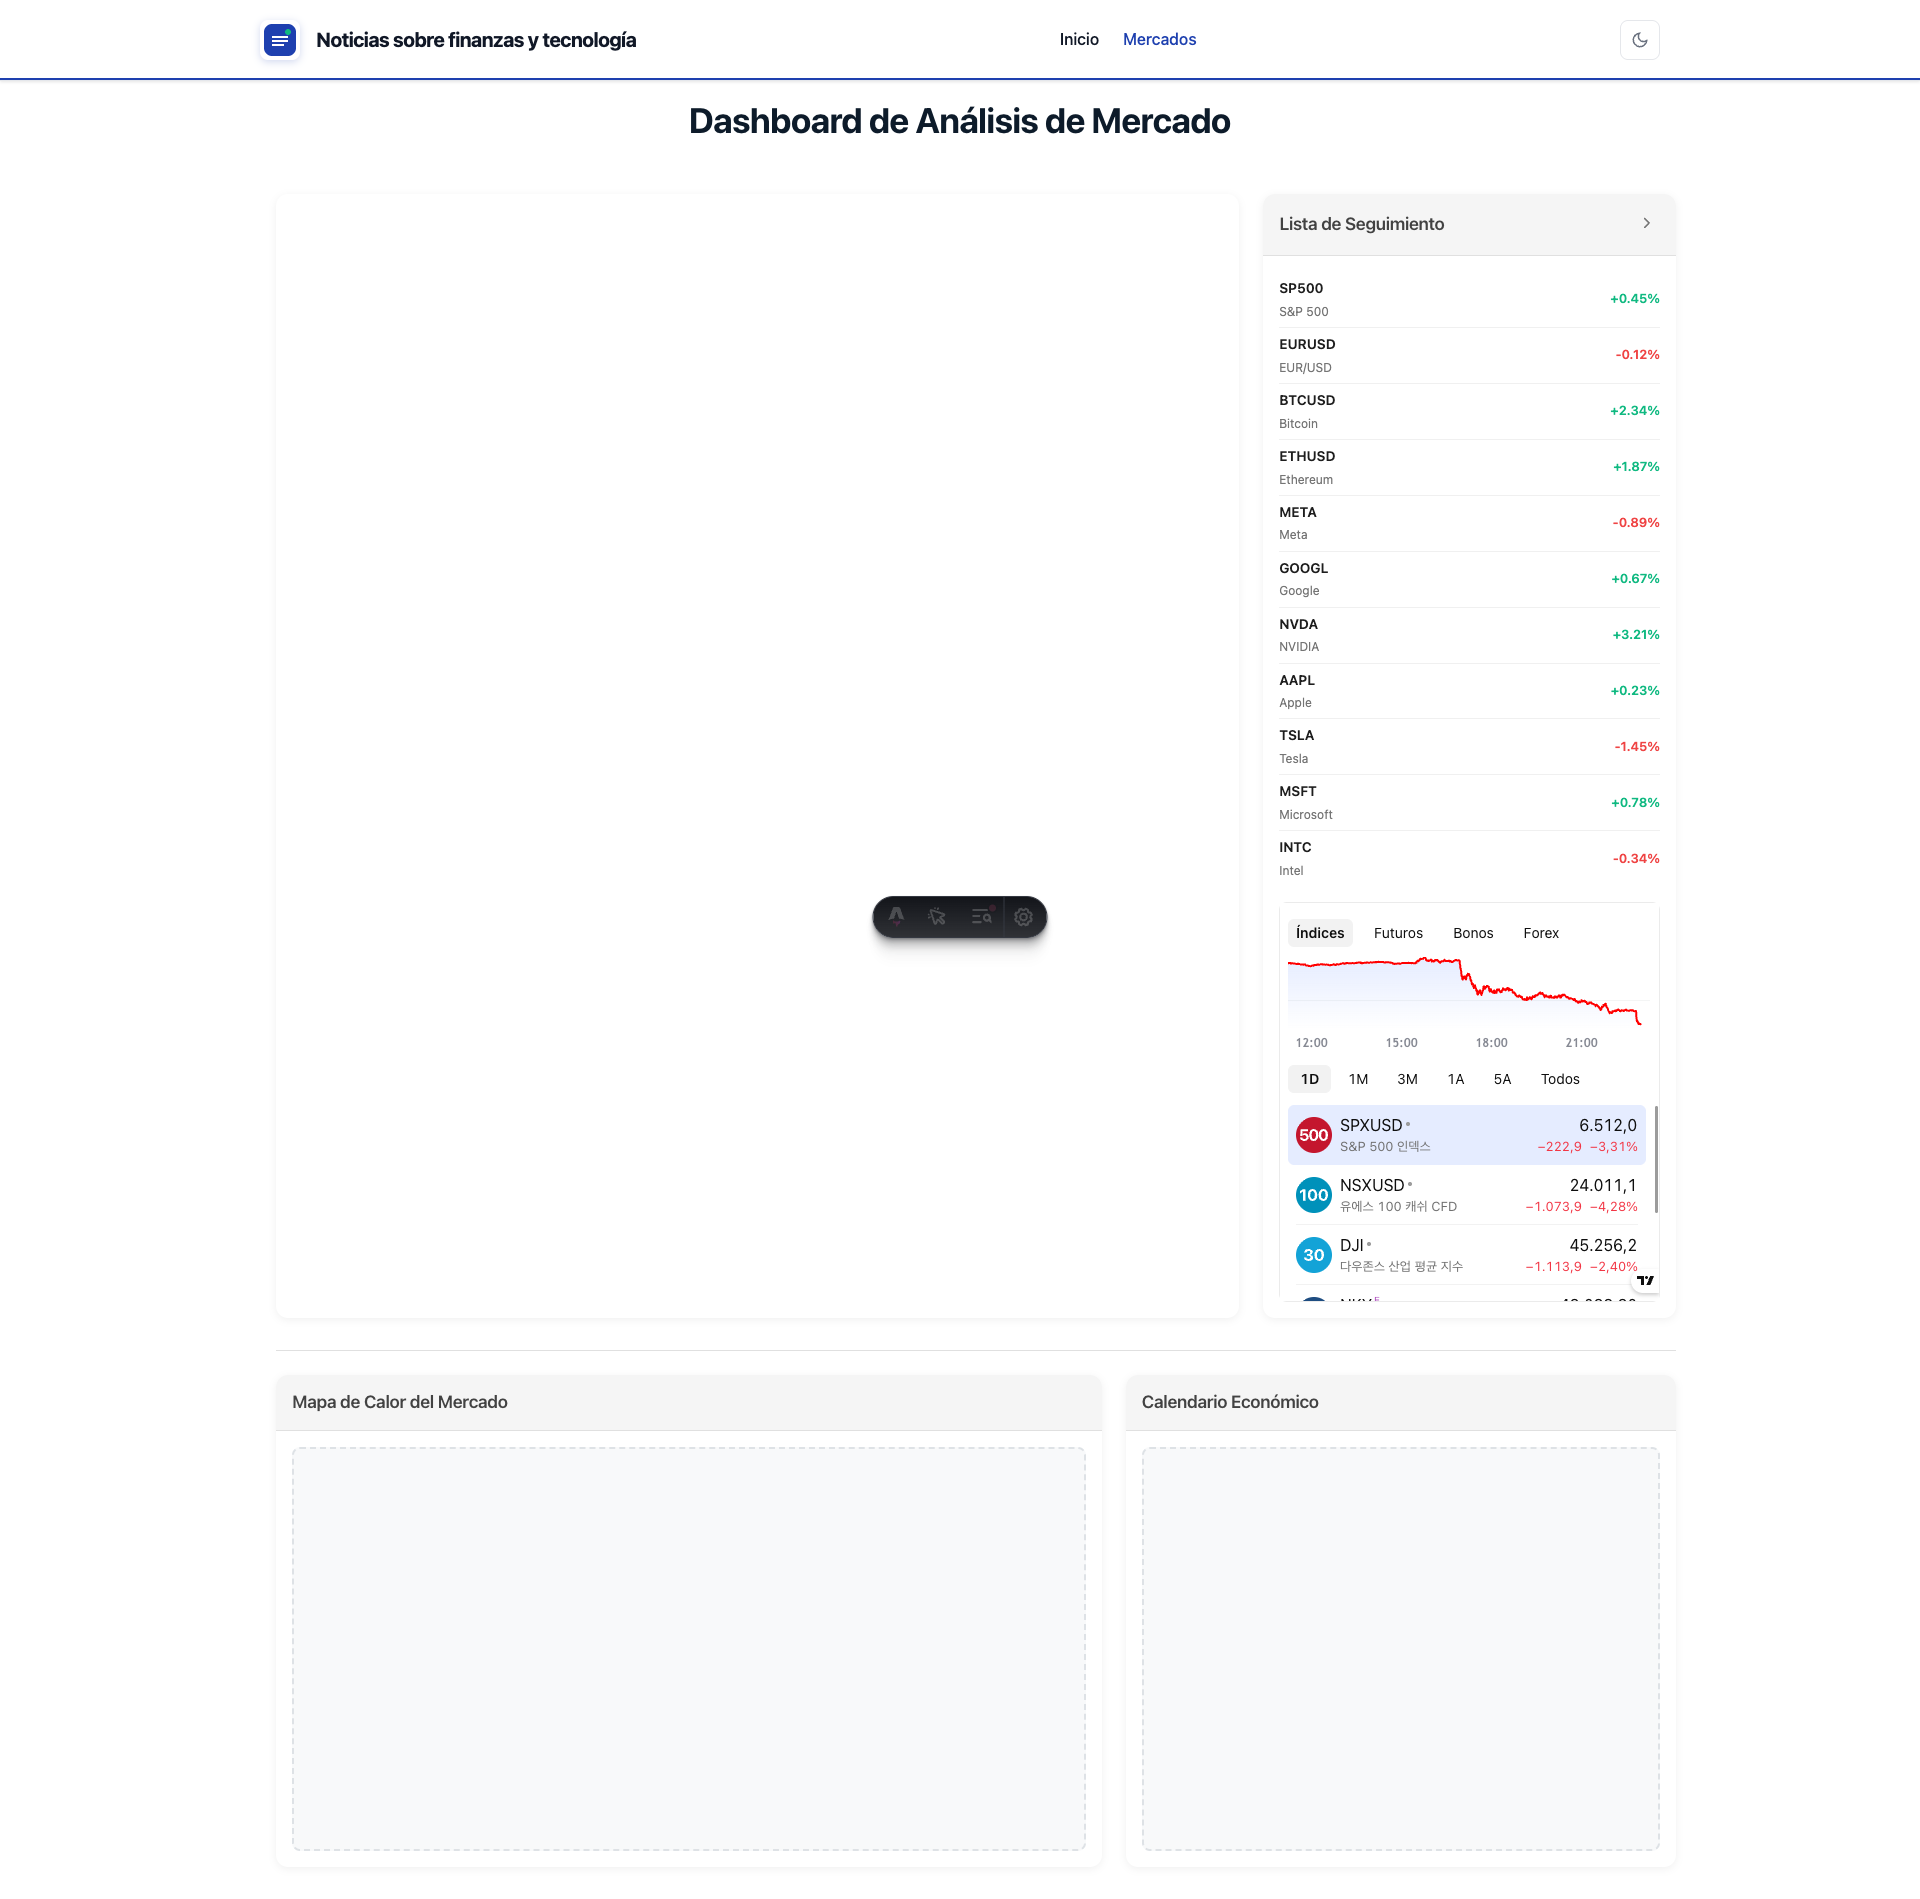 Noticias sobre finanzas y tecnología
Inicio
Mercados
Dashboard de Análisis de Mercado
Lista de Seguimiento
SP500
S&P 500
+0.45%
EURUSD
EUR/USD
-0.12%
BTCUSD
Bitcoin
+2.34%
ETHUSD
Ethereum
+1.87%
META
Meta
-0.89%
GOOGL
Google
+0.67%
NVDA
NVIDIA
+3.21%
AAPL
Apple
+0.23%
TSLA
Tesla
-1.45%
MSFT
Microsoft
+0.78%
INTC
Intel
-0.34%
Índices Futuros Bonos Forex
12:00 15:00 18:00 21:00
1D 1M 3M 1A 5A Todos
500
SPXUSD 6.512,0
S&P 500 인덱스 −222,9 −3,31%
100
NSXUSD 24.011,1
유에스 100 캐쉬 CFD −1.073,9 −4,28%
30
DJI 45.256,2
다우존스 산업 평균 지수 −1.113,9 −2,40%
Mapa de Calor del Mercado
Calendario Económico